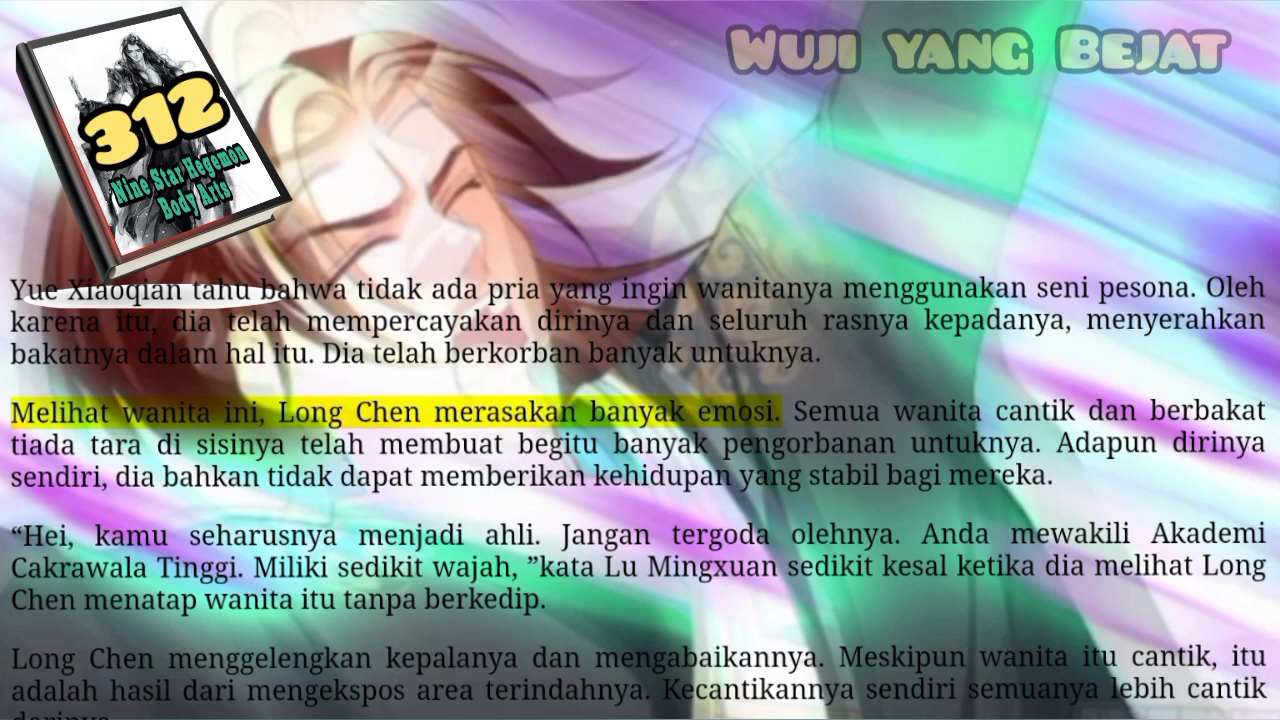 Wuji yang Bejat
312
Nine Star Hegemon
Body Arts
Yue Xiaoqian tahu bahwa tidak ada pria yang ingin wanitanya menggunakan seni pesona. Oleh
karena itu, dia telah mempercayakan dirinya dan seluruh rasnya kepadanya, menyerahkan
bakatnya dalam hal itu. Dia telah berkorban banyak untuknya.
Melihat wanita ini, Long Chen merasakan banyak emosi. Semua wanita cantik dan berbakat
tiada tara di sisinya telah membuat begitu banyak pengorbanan untuknya. Adapun dirinya
sendiri, dia bahkan tidak dapat memberikan kehidupan yang stabil bagi mereka.
“Hei, kamu seharusnya menjadi ahli. Jangan tergoda olehnya. Anda mewakili Akademi
Cakrawala Tinggi. Miliki sedikit wajah, ”kata Lu Mingxuan sedikit kesal ketika dia melihat Long
Chen menatap wanita itu tanpa berkedip.
Long Chen menggelengkan kepalanya dan mengabaikannya. Meskipun wanita itu cantik, itu
adalah hasil dari mengekspos area terindahnya. Kecantikannya sendiri semuanya lebih cantik